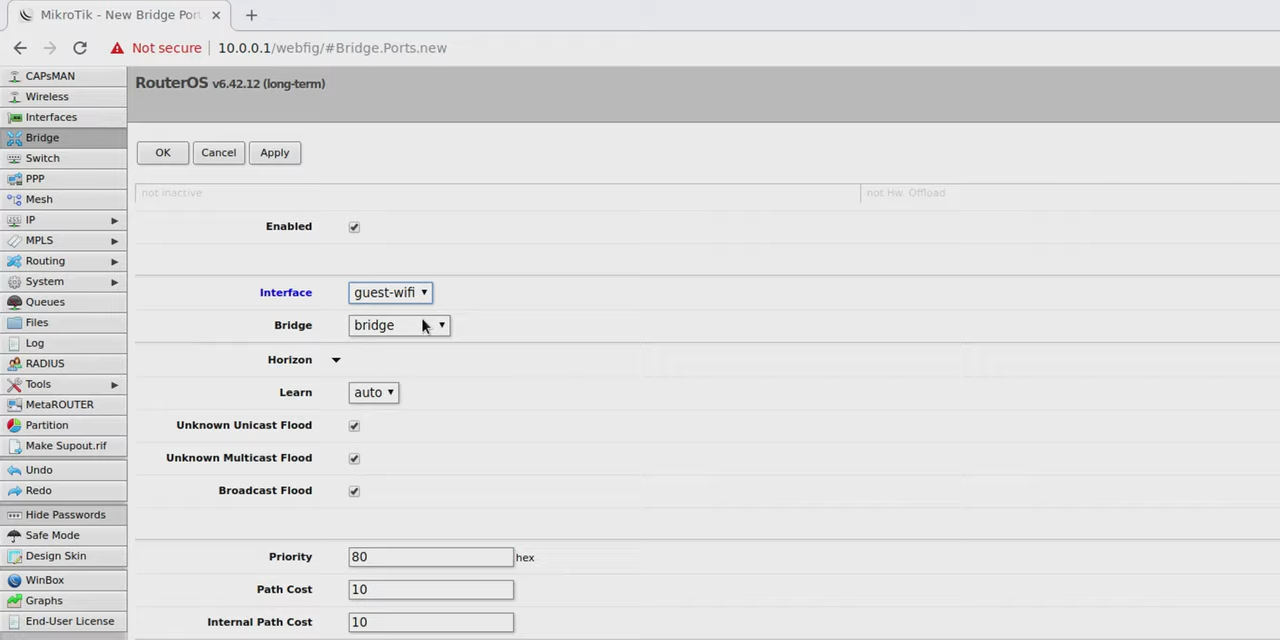 MikroTik - New Bridge Por
Not secure 10.0.0.1/webfig/#Bridge.Ports.new
CAPsMAN
Wireless
Interfaces
Bridge
Switch
PPP
Mesh
IP
MPLS
Routing
System
Queues
Files
Log
RADIUS
Tools
MetaROUTER
Partition
Make Supout.rif
Undo
Redo
Hide Passwords
Safe Mode
Design Skin
WinBox
Graphs
End-User License
RouterOS v6.42.12 (long-term)
OK Cancel Apply
not inactive not Hw. Offload
Enabled
Interface guest-wifi
Bridge bridge
Horizon
Learn auto
Unknown Unicast Flood
Unknown Multicast Flood
Broadcast Flood
Priority 80 hex
Path Cost 10
Internal Path Cost 10